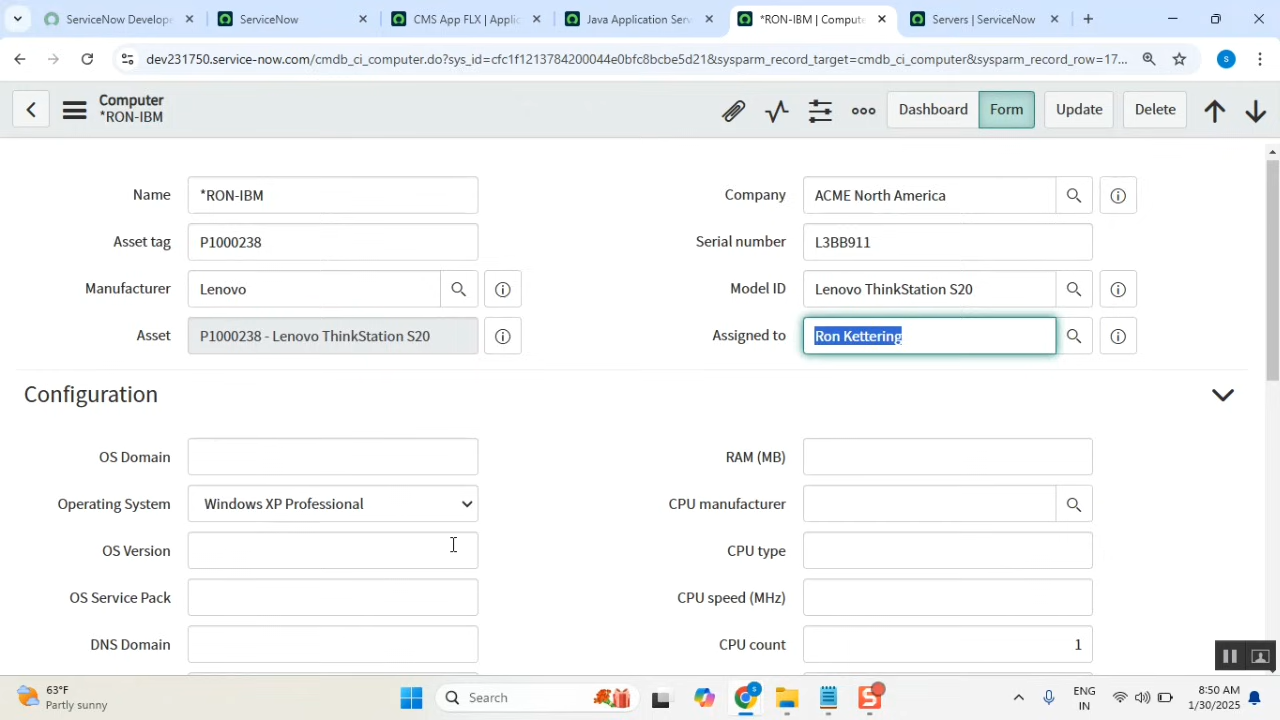 ServiceNow Develope
ServiceNow
CMS App FLX | Applic
Java Application Serv
*RON-IBM | Compute
Servers | ServiceNow
dev231750.service-now.com/cmdb_ci_computer.do?sys_id=cfc1f1213784200044e0bfc8bcbe5d21&sysparm_record_target=cmdb_ci_computer&sysparm_record_row=17...
s
Computer
*RON-IBM
Dashboard
Form
Update
Delete
Name *RON-IBM
Company ACME North America
Asset tag P1000238
Serial number L3BB911
Manufacturer Lenovo
Model ID Lenovo ThinkStation S20
Asset P1000238 - Lenovo ThinkStation S20
Assigned to Ron Kettering
Configuration
OS Domain
RAM (MB)
Operating System Windows XP Professional
CPU manufacturer
OS Version
CPU type
OS Service Pack
CPU speed (MHz)
DNS Domain
CPU count 1
63°F
Partly sunny
Search
ENG
IN
8:50 AM
1/30/2025